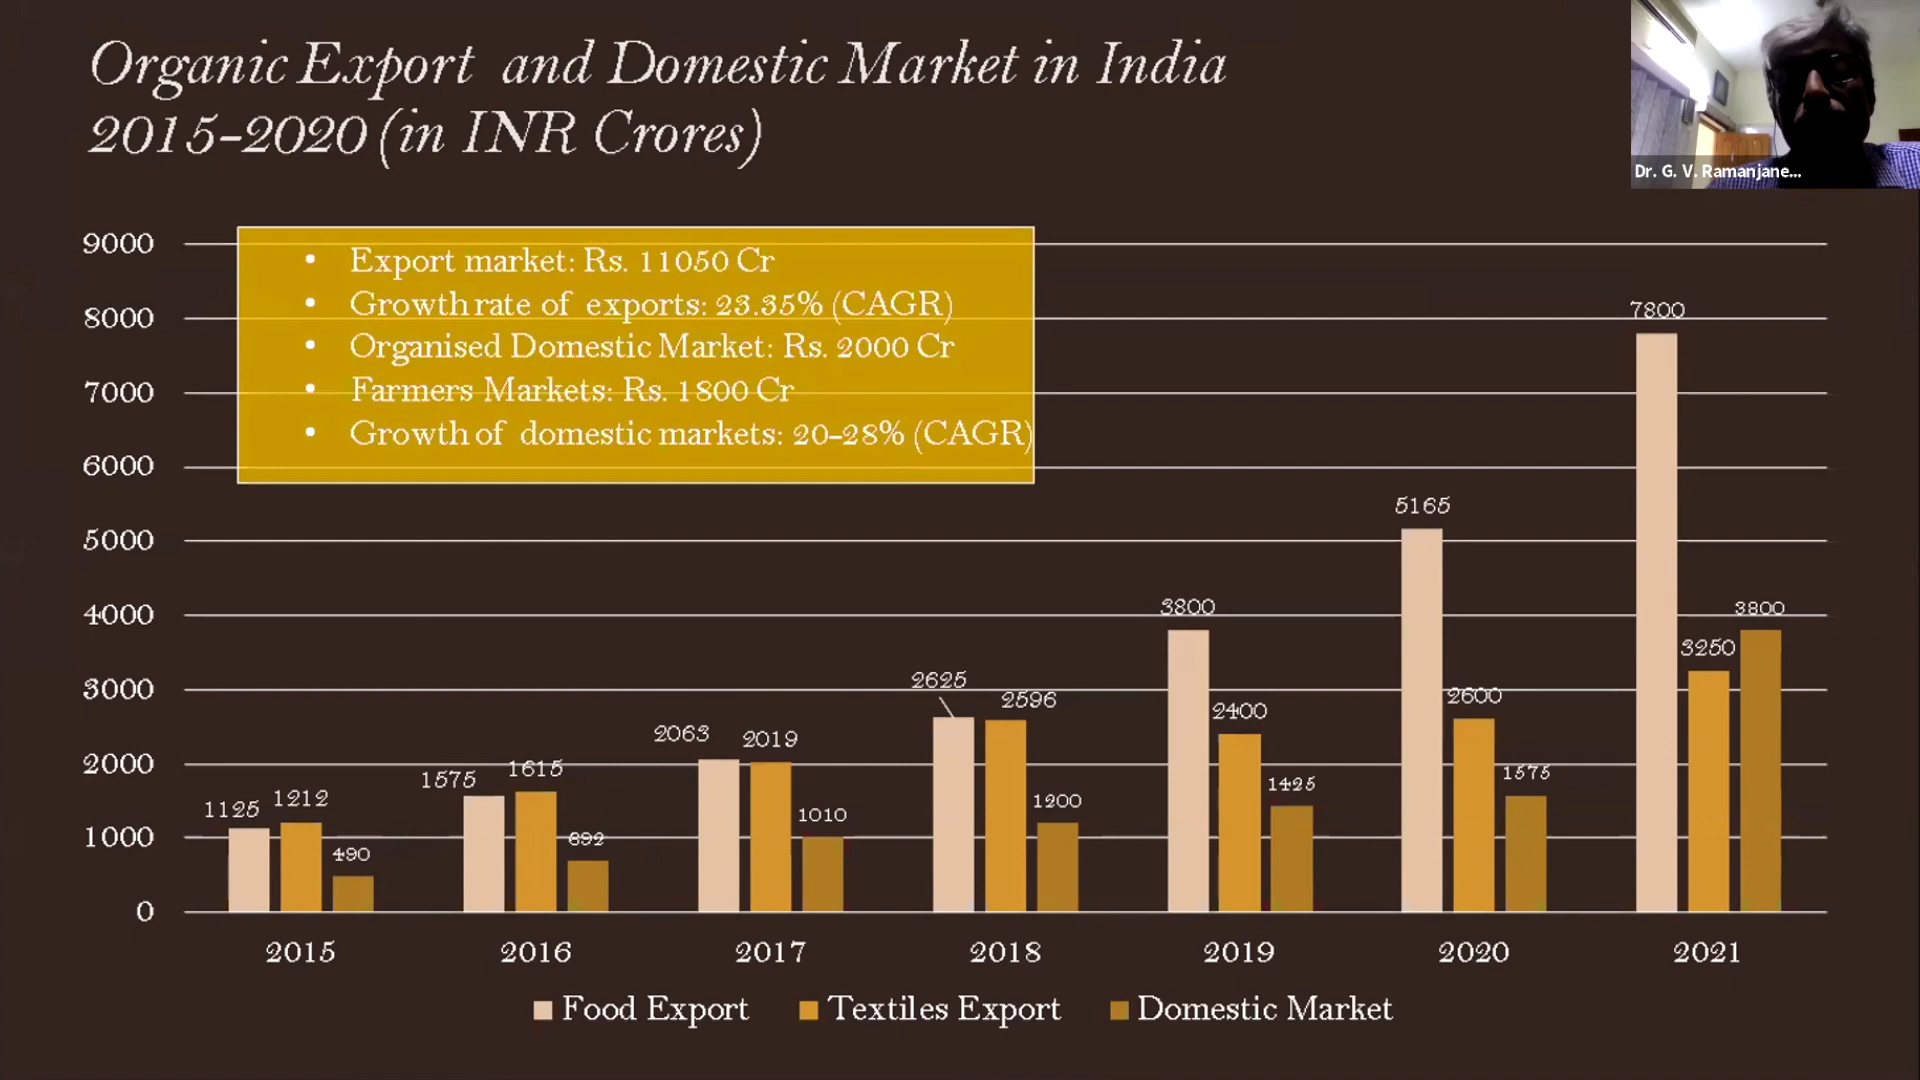 Organic Export and Domestic Market in India
2015-2020 (in INR Crores)
Dr. G. V. Ramanjane...
• Export market: Rs. 11050 Cr
• Growth rate of exports: 23.35% (CAGR)
• Organised Domestic Market: Rs. 2000 Cr
• Farmers Markets: Rs. 1800 Cr
• Growth of domestic markets: 20-28% (CAGR)
9000
8000
7000
6000
5000
4000
3000
2000
1000
0
1125 1212 490
1575 1615 692
2063 2019 1010
2625 2596 1200
3800 2400 1425
5165 2600 1575
7800 3250 3800
2015 2016 2017 2018 2019 2020 2021
Food Export Textiles Export Domestic Market